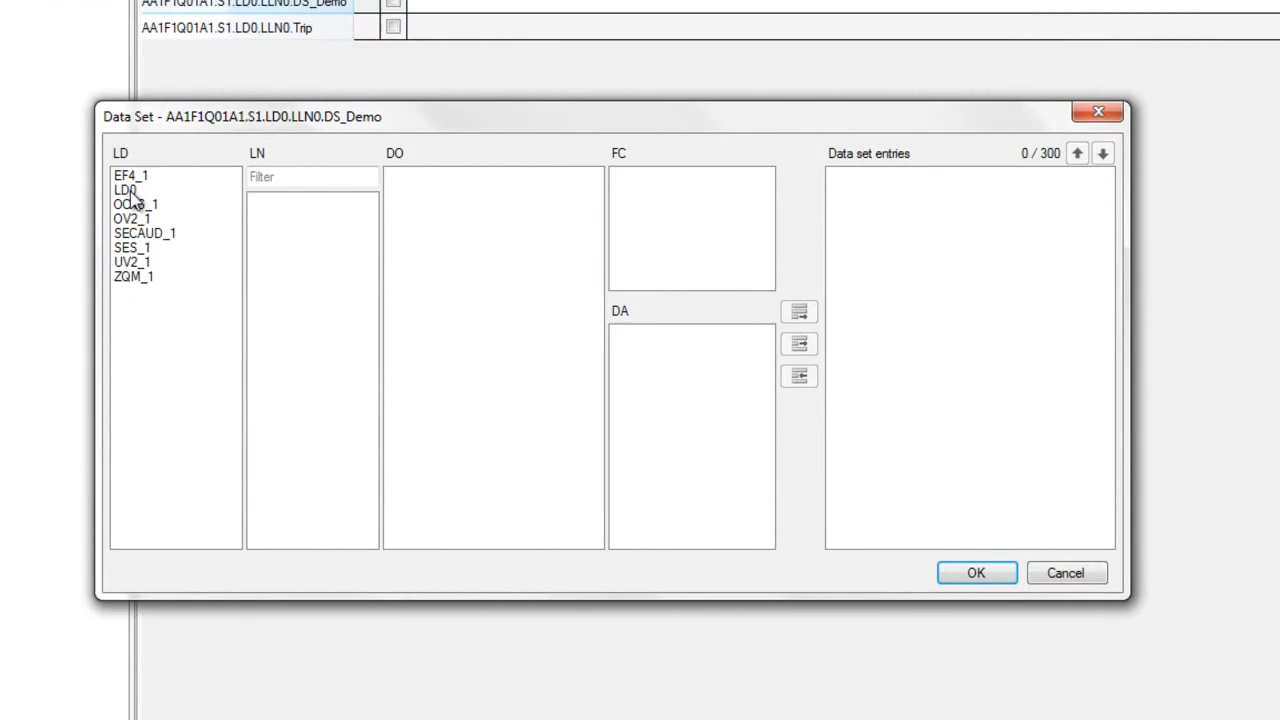 AA1F1Q01A1.S1.LD0.LLN0.DS_Demo
AA1F1Q01A1.S1.LD0.LLN0.Trip
Data Set - AA1F1Q01A1.S1.LD0.LLN0.DS_Demo
LD LN DO FC Data set entries 0 / 300
Filter
EF4_1
LD0
OV2_1
SECAUD_1
SES_1
UV2_1
ZQM_1
DA
OK Cancel